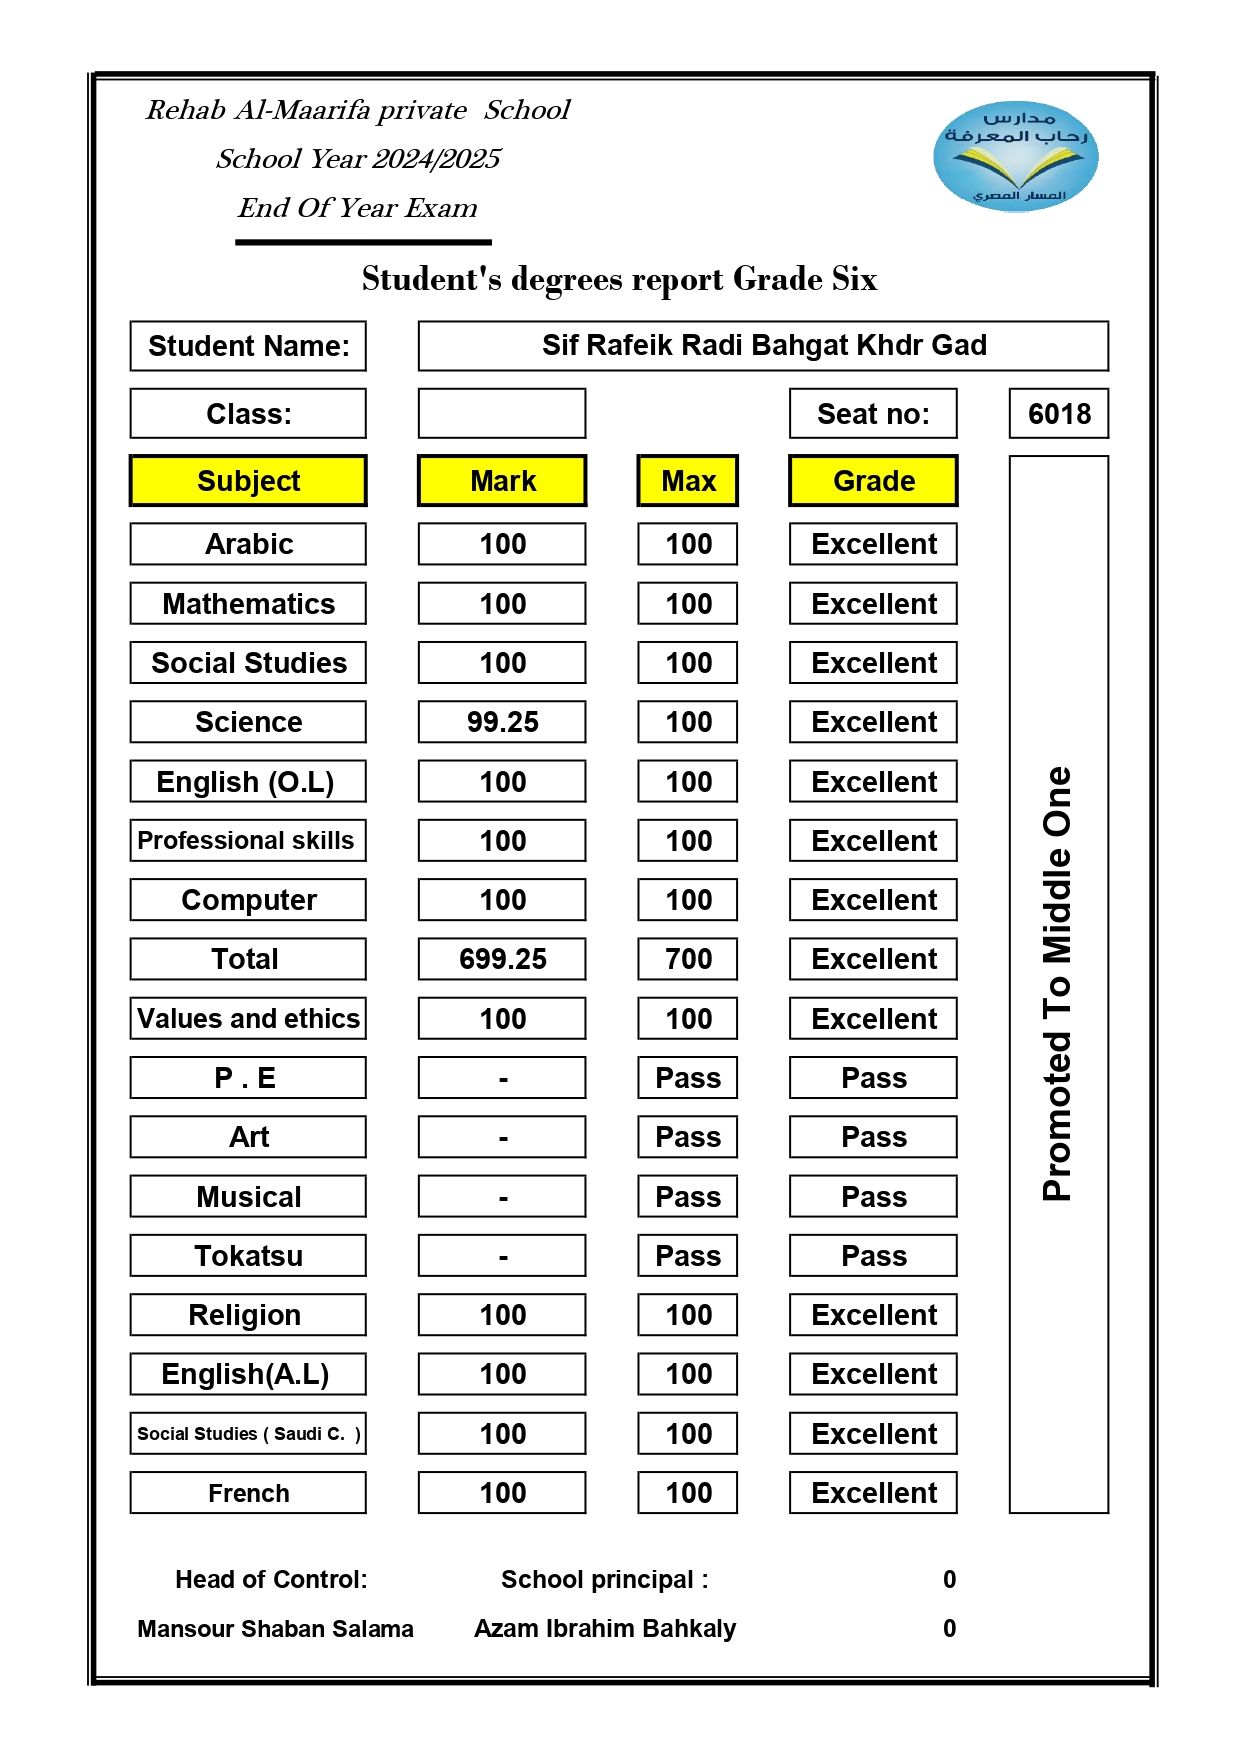 Rehab Al-Maarifa private School
School Year 2024/2025
End Of Year Exam
مدارس
رحاب المعرفة
المسار المصري
Student's degrees report Grade Six
Student Name: Sif Rafeik Radi Bahgat Khdr Gad
Class: Seat no: 6018
Subject Mark Max Grade
Arabic 100 100 Excellent
Mathematics 100 100 Excellent
Social Studies 100 100 Excellent
Science 99.25 100 Excellent
English (O.L) 100 100 Excellent
Professional skills 100 100 Excellent
Computer 100 100 Excellent
Total 699.25 700 Excellent
Values and ethics 100 100 Excellent
P . E - Pass Pass
Art - Pass Pass
Musical - Pass Pass
Tokatsu - Pass Pass
Religion 100 100 Excellent
English(A.L) 100 100 Excellent
Social Studies ( Saudi C. ) 100 100 Excellent
French 100 100 Excellent
Promoted To Middle One
Head of Control: School principal : 0
Mansour Shaban Salama Azam Ibrahim Bahkaly 0